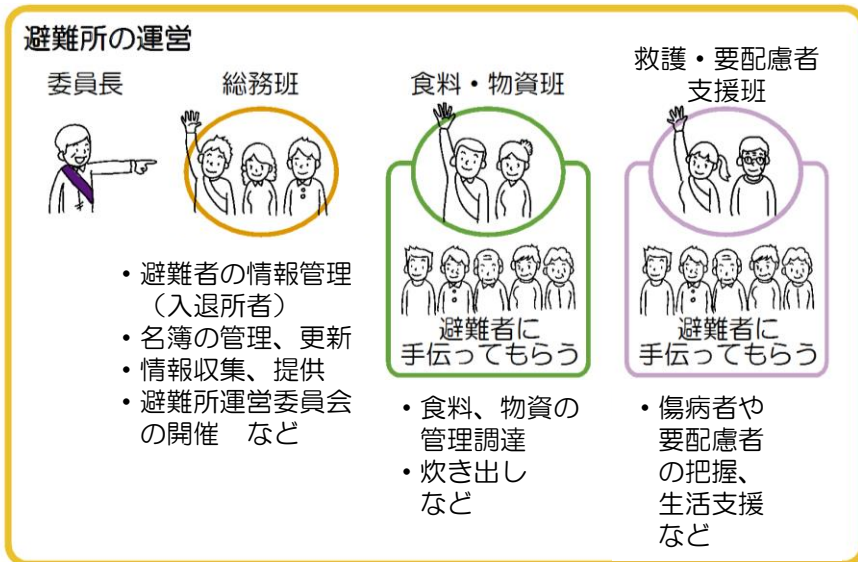 避難所の運営
委員長
総務班
・避難者の情報管理
（入退所者）
・名簿の管理、更新
・情報収集、提供
・避難所運営委員会
の開催　など
食料・物資班
避難者に
手伝ってもらう
・食料、物資の
管理調達
・炊き出し
など
救護・要配慮者
支援班
避難者に
手伝ってもらう
・傷病者や
要配慮者
の把握、
生活支援
など